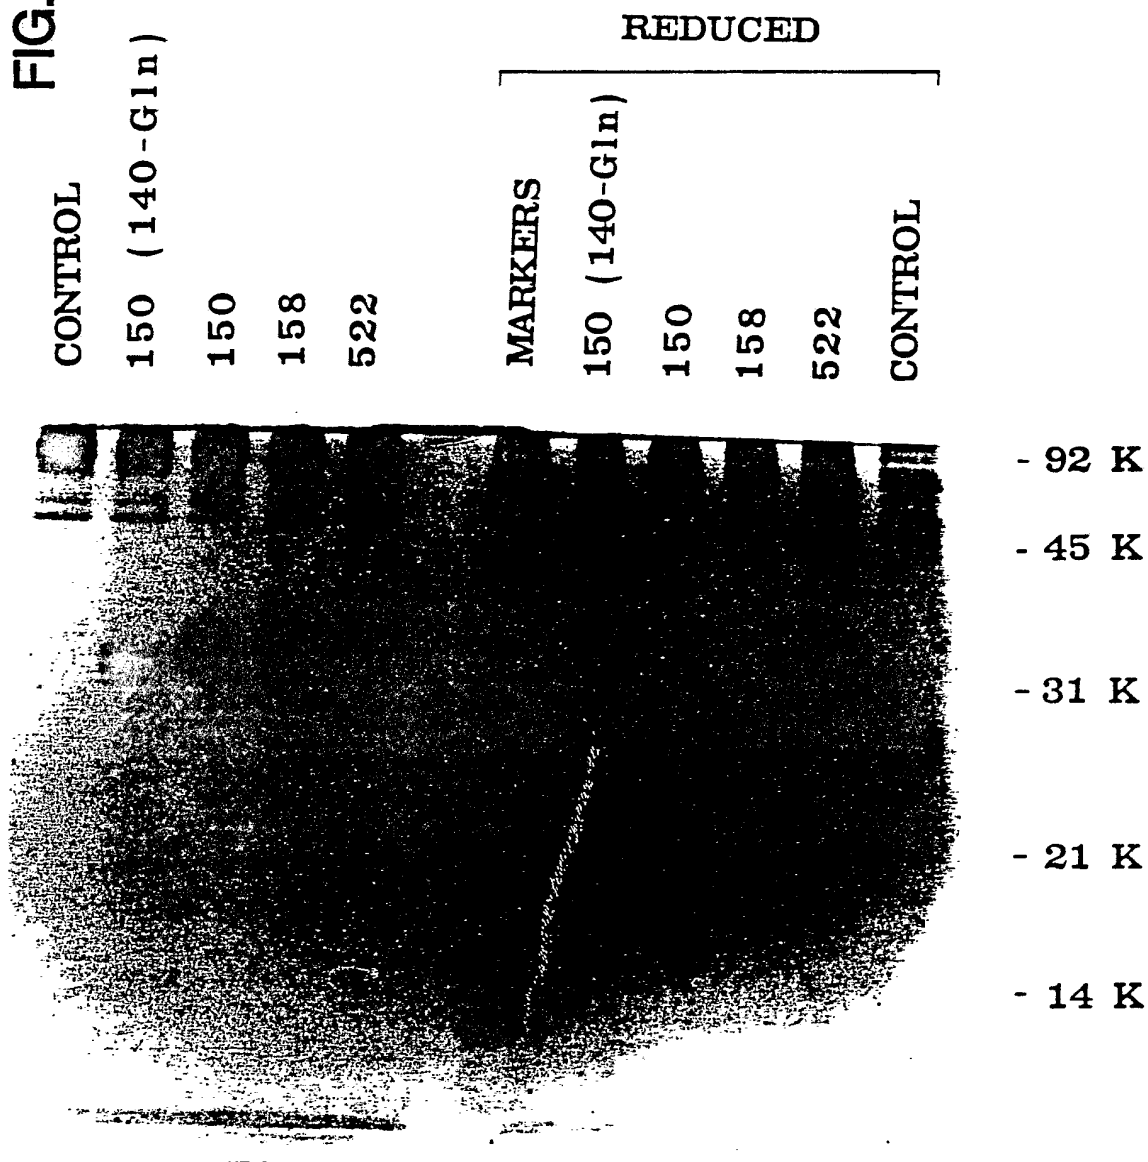 FIG.
REDUCED
CONTROL
150 (140-Gln)
150
158
522
MARKERS
150 (140-Gln)
150
158
522
CONTROL
- 92 K
- 45 K
- 31 K
- 21 K
- 14 K